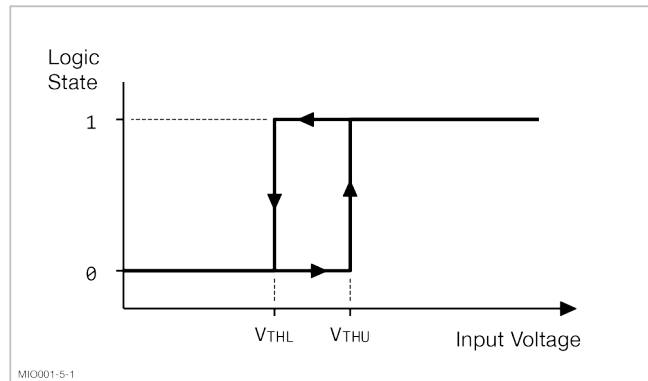 Logic
State
1
0
VTHL
VTHU
Input Voltage
MIO001-5-1